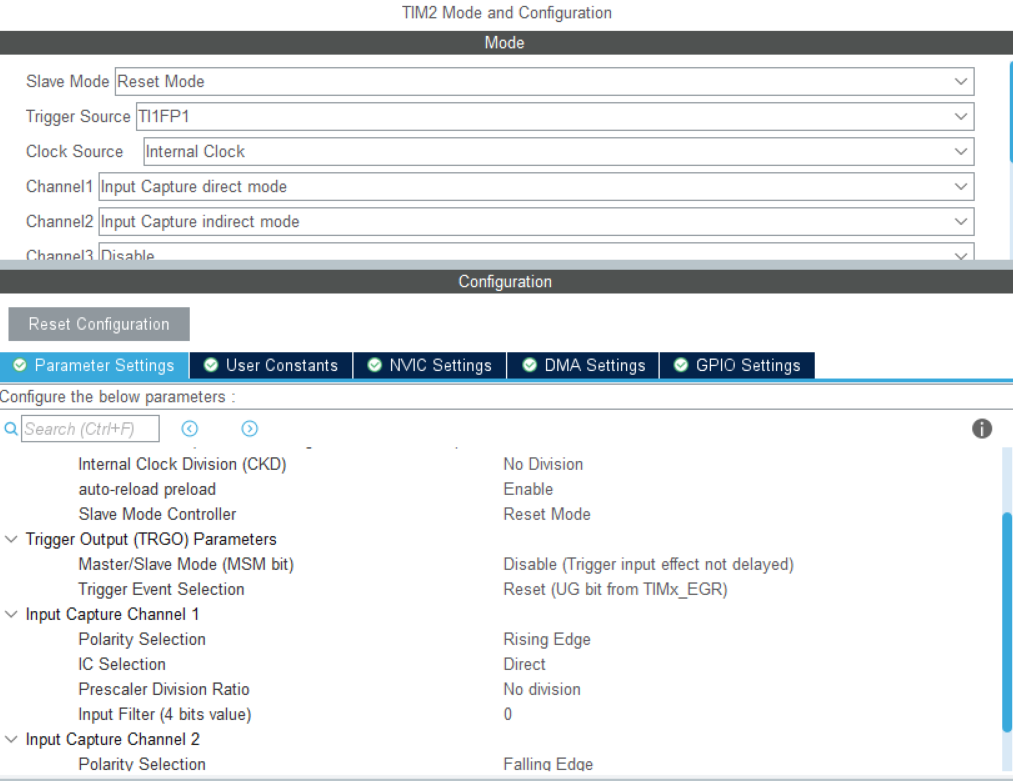 TIM2 Mode and Configuration
Mode
Slave Mode Reset Mode
Trigger Source TI1FP1
Clock Source Internal Clock
Channel1 Input Capture direct mode
Channel2 Input Capture indirect mode
Channel3 Disable
Configuration
Reset Configuration
Parameter Settings User Constants NVIC Settings DMA Settings GPIO Settings
Configure the below parameters :
Search (Ctrl+F)
Internal Clock Division (CKD) No Division
auto-reload preload Enable
Slave Mode Controller Reset Mode
Trigger Output (TRGO) Parameters
Master/Slave Mode (MSM bit) Disable (Trigger input effect not delayed)
Trigger Event Selection Reset (UG bit from TIMx_EGR)
Input Capture Channel 1
Polarity Selection Rising Edge
IC Selection Direct
Prescaler Division Ratio No division
Input Filter (4 bits value) 0
Input Capture Channel 2
Polarity Selection Falling Edge